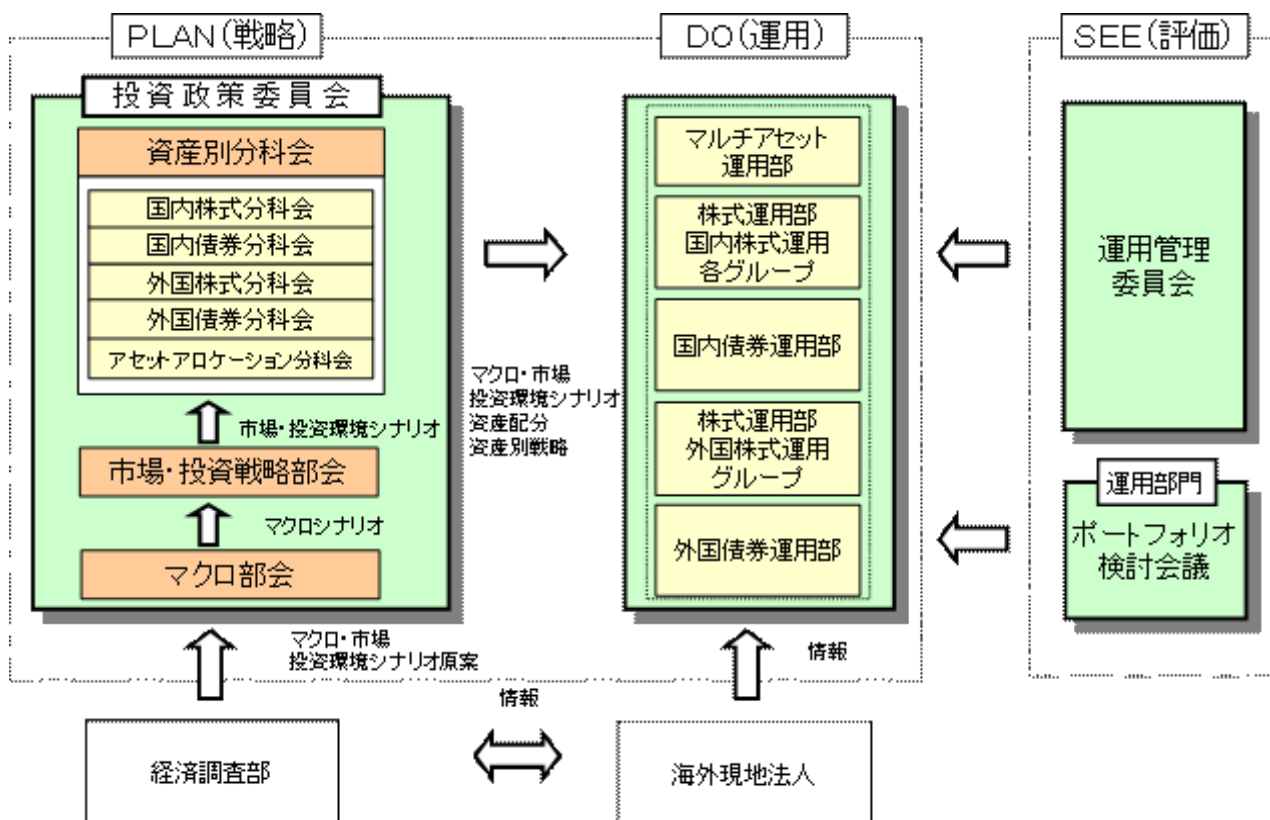 PLAN(戦略)
DO(運用)
SEE(評価)
投資政策委員会
資産別分科会
国内株式分科会
国内債券分科会
外国株式分科会
外国債券分科会
アセットアロケーション分科会
市場・投資環境シナリオ
市場・投資戦略部会
マクロシナリオ
マクロ部会
マクロ・市場
投資環境シナリオ原案
経済調査部
マクロ・市場
投資環境シナリオ
資産配分
資産別戦略
マルチアセット
運用部
株式運用部
国内株式運用
各グループ
国内債券運用部
株式運用部
外国株式運用
グループ
外国債券運用部
情報
情報
海外現地法人
運用管理
委員会
運用部門
ポートフォリオ
検討会議